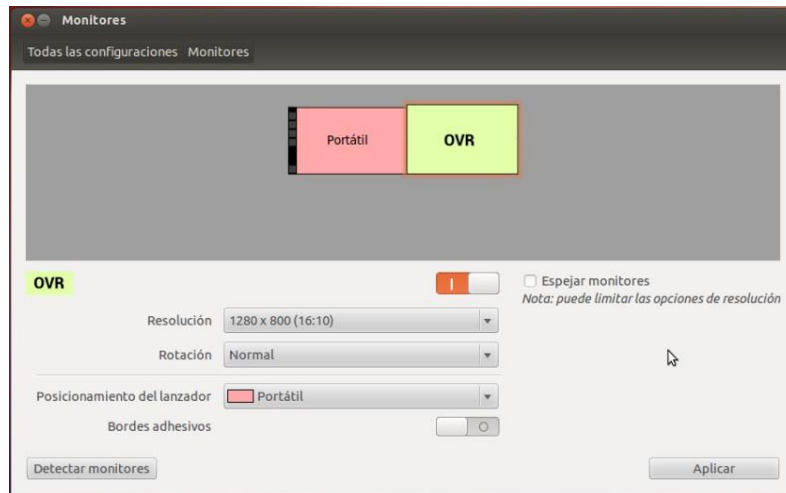 Monitores
Todas las configuraciones Monitores
Portátil OVR
OVR
Espejar monitores
Nota: puede limitar las opciones de resolución
Resolución 1280 x 800 (16:10)
Rotación Normal
Posicionamiento del lanzador Portátil
Bordes adhesivos
Detectar monitores Aplicar